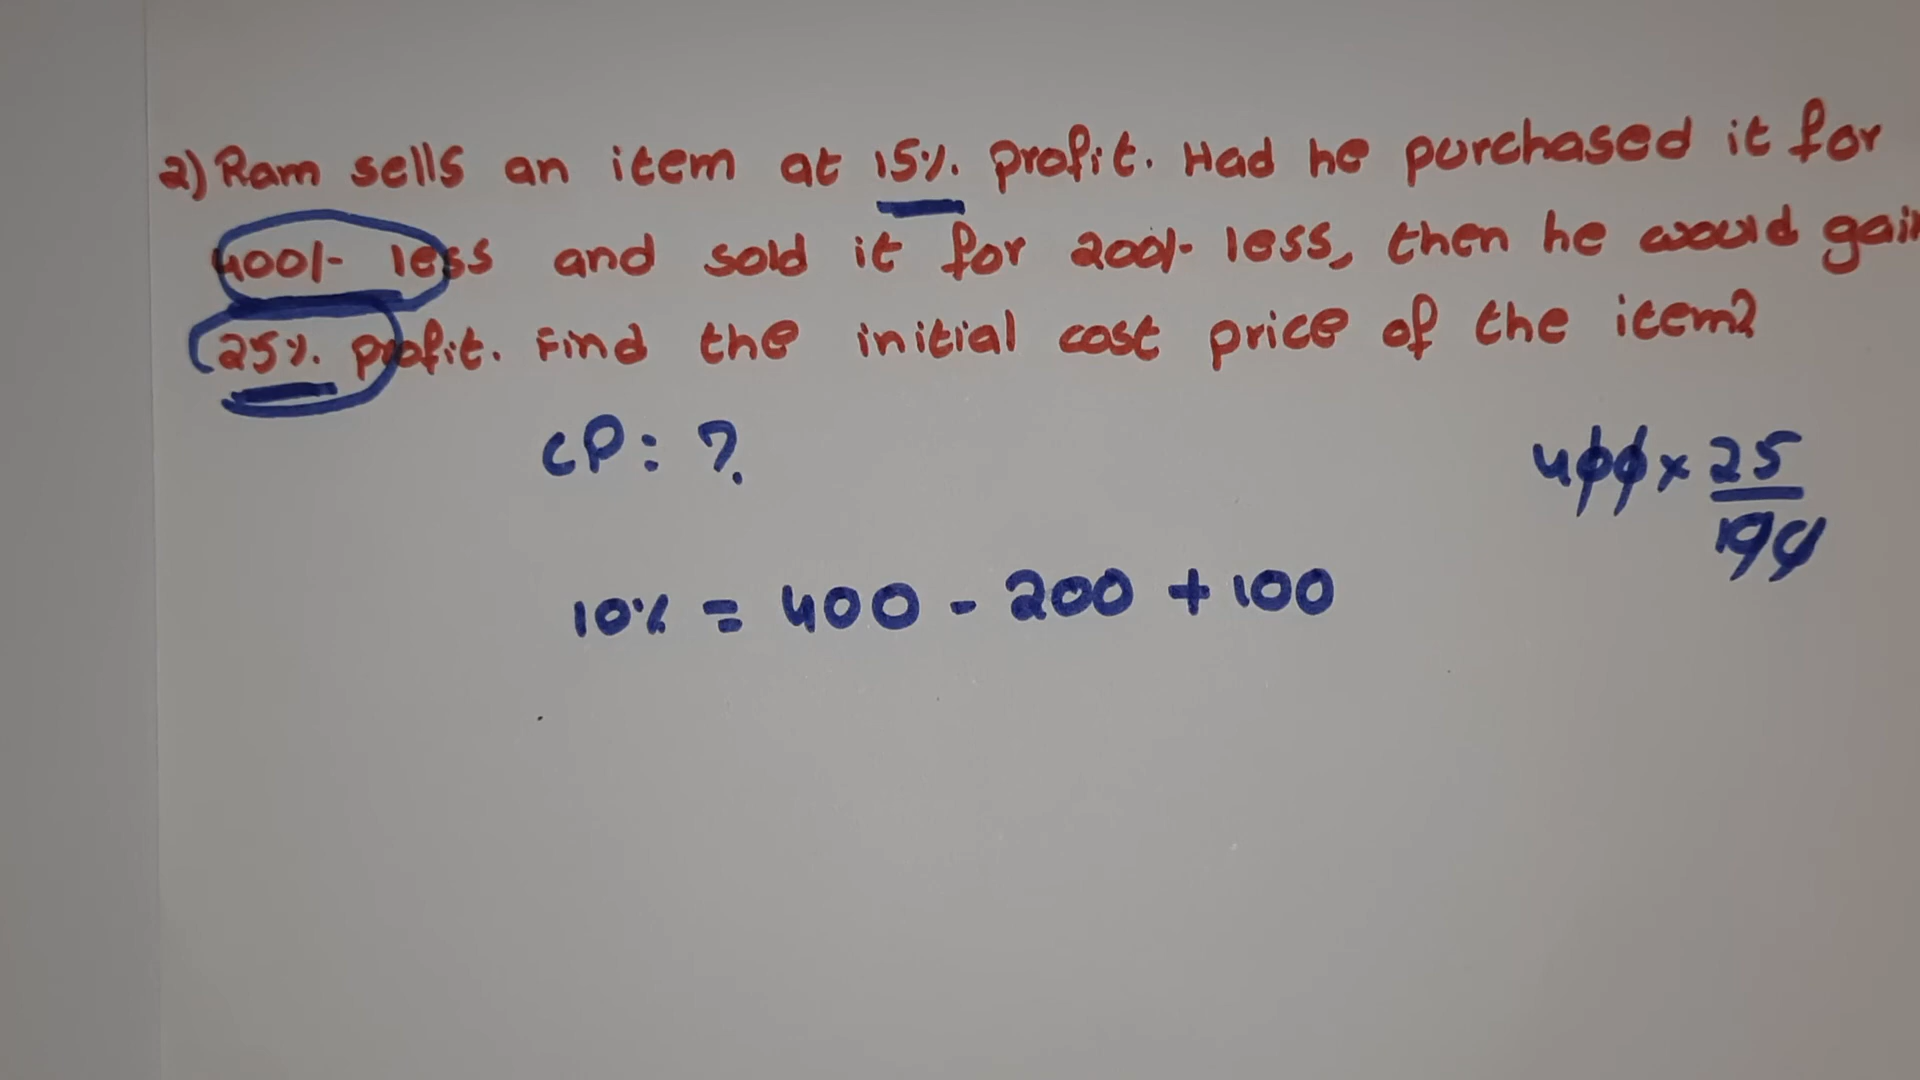 2) Ram sells an item at 15%. profit. Had he purchased it for
400/- less and sold it for 200/- less, then he would gain
25%. profit. Find the initial cost price of the item?
CP: ?
400 x 25
100
10% = 400 - 200 + 100